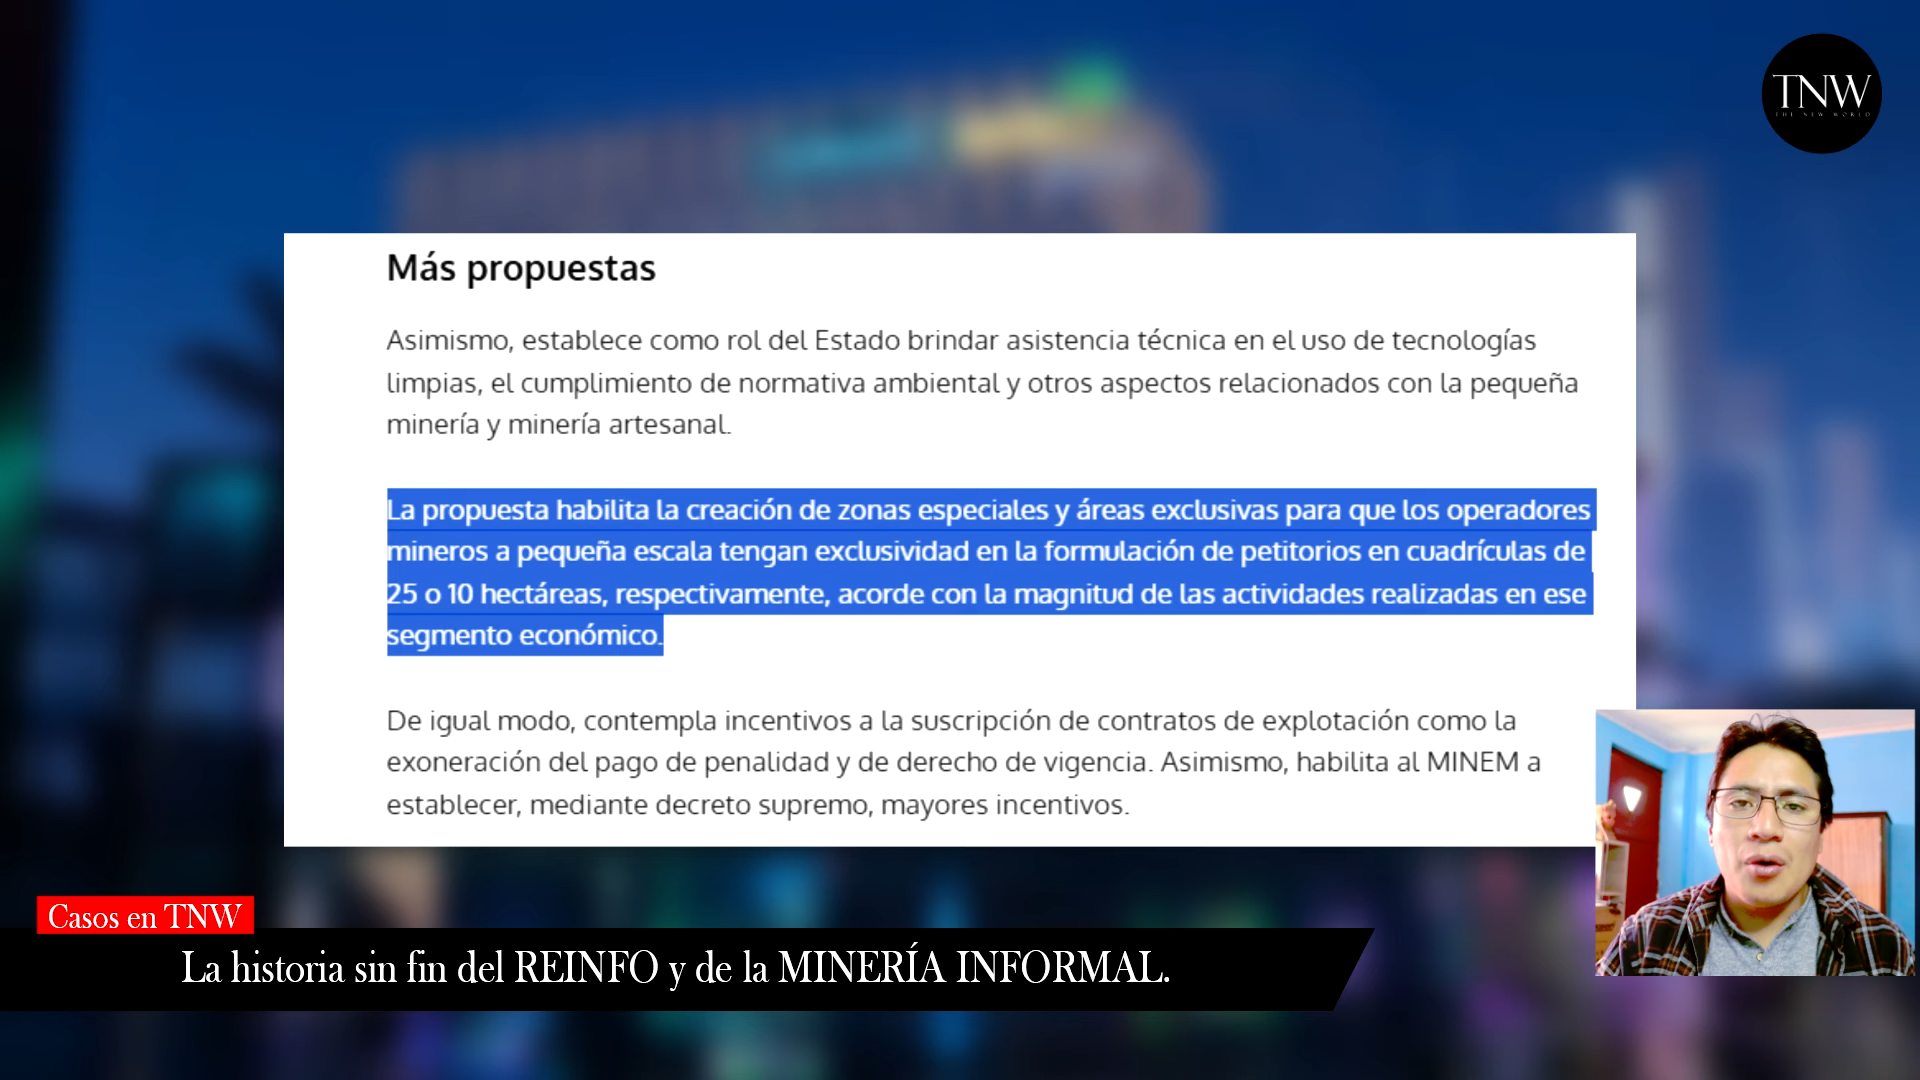 TNW
THE NEW WORLD
Más propuestas
Asimismo, establece como rol del Estado brindar asistencia técnica en el uso de tecnologías
limpias, el cumplimiento de normativa ambiental y otros aspectos relacionados con la pequeña
minería y minería artesanal.
La propuesta habilita la creación de zonas especiales y áreas exclusivas para que los operadores
mineros a pequeña escala tengan exclusividad en la formulación de petitorios en cuadrículas de
25 o 10 hectáreas, respectivamente, acorde con la magnitud de las actividades realizadas en ese
segmento económico.
De igual modo, contempla incentivos a la suscripción de contratos de explotación como la
exoneración del pago de penalidad y de derecho de vigencia. Asimismo, habilita al MINEM a
establecer, mediante decreto supremo, mayores incentivos.
Casos en TNW
La historia sin fin del REINFO y de la MINERÍA INFORMAL.